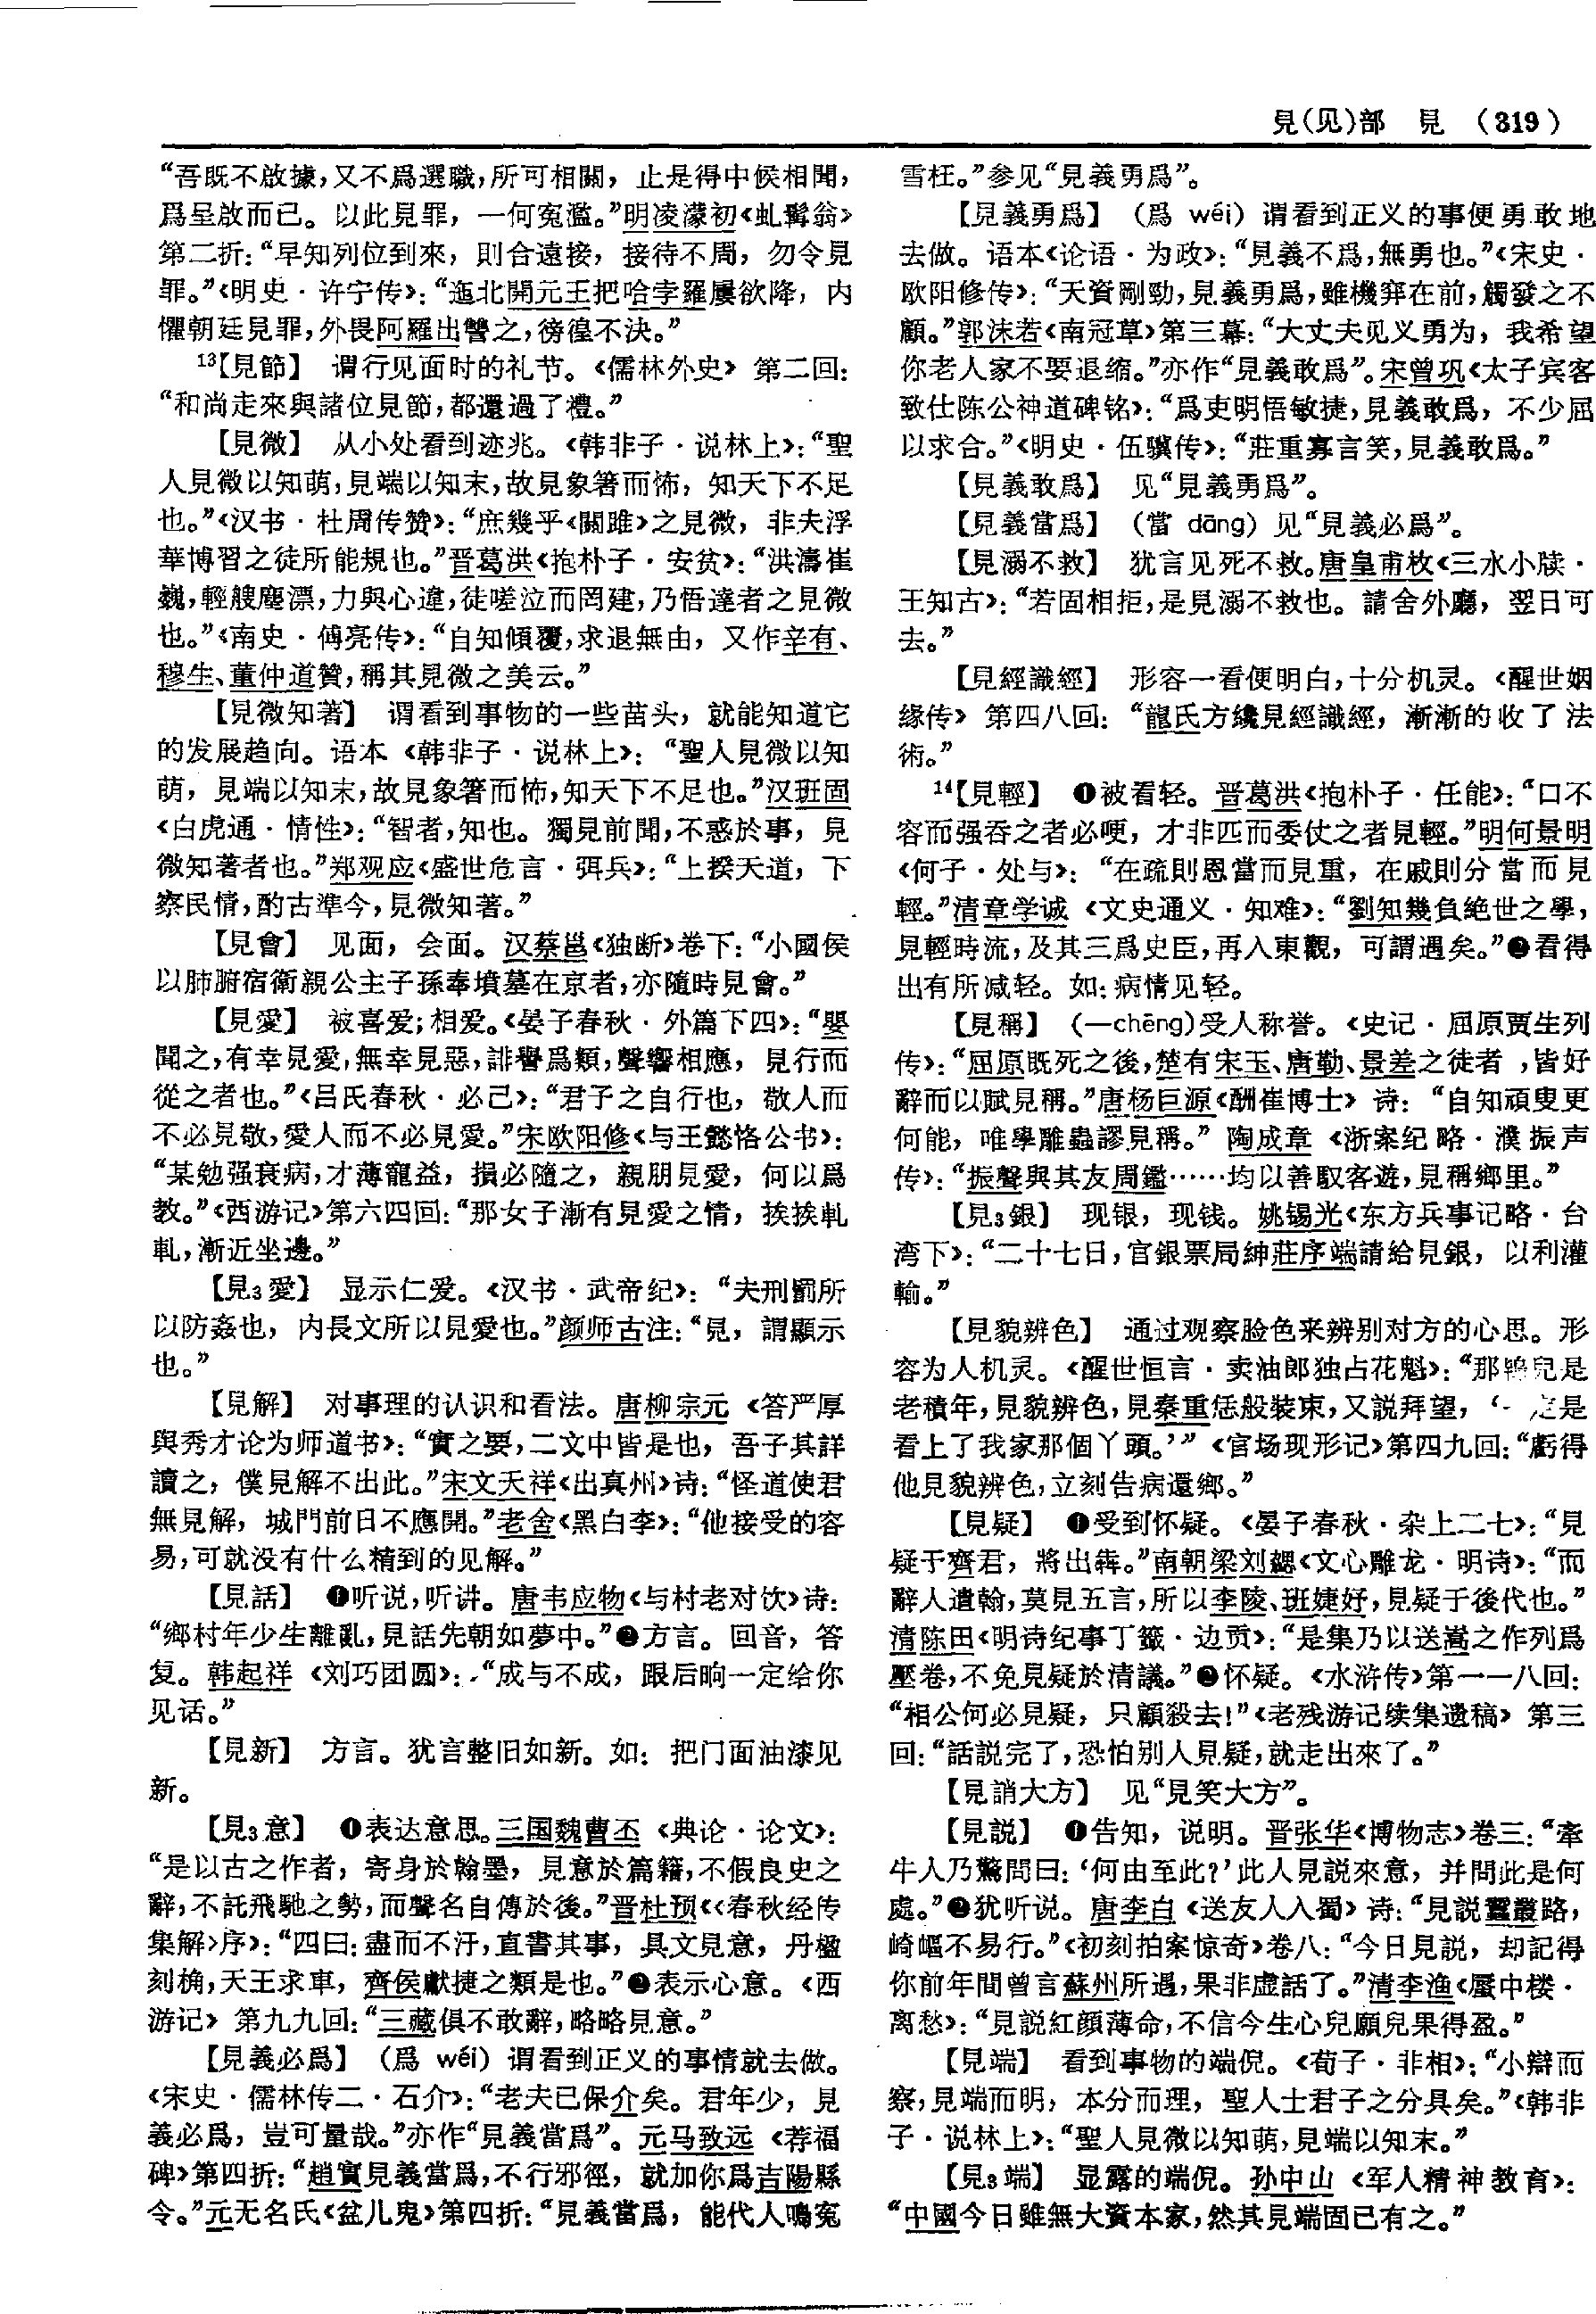 見(见)部　見　(319)
“吾既不啟據，又不爲選職，所可相關，止是得中候相聞，
爲呈啟而已。以此見罪，一何寃濫。”明凌濛初《虬髯翁》
第二折：“早知列位到來，則合遠接，接待不周，勿令見
罪。”《明史·许宁传》：“迤北開元王把哈孛羅屢欲降，内
懼朝廷見罪，外畏阿羅出讐之，徬徨不決。”
13【見節】　谓行见面时的礼节。《儒林外史》第二回：
“和尚走來與諸位見節，都還過了禮。”
【見微】　从小处看到迹兆。《韩非子·说林上》：“聖
人見微以知萌，見端以知末，故見象箸而怖，知天下不足
也。”《汉书·杜周传赞》：“庶幾乎《關雎》之見微，非夫浮
華博習之徒所能規也。”晋葛洪《抱朴子·安贫》：“洪濤崔
巍，輕艘塵漂，力與心違，徒嗟泣而罔建，乃悟達者之見微
也。”《南史·傅亮传》：“自知傾覆，求退無由，又作辛有、
穆生、董仲道贊，稱其見微之美云。”
【見微知著】　谓看到事物的一些苗头，就能知道它
的发展趋向。语本《韩非子·说林上》：“聖人見微以知
萌，見端以知末，故見象箸而怖，知天下不足也。”汉班固
《白虎通·情性》：“智者，知也。獨見前聞，不惑於事，見
微知著者也。”郑观应《盛世危言·弭兵》：“上揆天道，下
察民情，酌古準今，見微知著。”
【見會】　见面，会面。汉蔡邕《独断》卷下：“小國侯
以肺腑宿衛親公主子孫奉墳墓在京者，亦隨時見會。”
【見愛】　被喜爱；相爱。《晏子春秋·外篇下四》：“嬰
聞之，有幸見愛，無幸見惡，誹譽爲類，聲響相應，見行而
從之者也。”《吕氏春秋·必己》：“君子之自行也，敬人而
不必見敬，愛人而不必見愛。”宋欧阳修《与王懿恪公书》：
“某勉强衰病，才薄寵益，損必隨之，親朋見愛，何以爲
教。”《西游记》第六四回：“那女子漸有見愛之情，挨挨軋
軋，漸近坐邊。”
【見3愛】　显示仁爱。《汉书·武帝纪》：“夫刑罰所
以防姦也，内長文所以見愛也。”颜师古注：“見，謂顯示
也。”
【見解】　对事理的认识和看法。唐柳宗元《答严厚
與秀才论为师道书》：“實之要，二文中皆是也，吾子其詳
讀之，僕見解不出此。”宋文天祥《出真州》诗：“怪道使君
無見解，城門前日不應開。”老舍《黑白李》：“他接受的容
易，可就没有什么精到的见解。”
【見話】　❶听说，听讲。唐韦应物《与村老对饮》诗：
“鄉村年少生離亂，見話先朝如夢中。”❷方言。回音，答
复。韩起祥《刘巧团圆》：“成与不成，跟后晌一定给你
见话。”
【見新】　方言。犹言整旧如新。如：把门面油漆见
新。
【見3意】　❶表达意思。三国魏曹丕《典论·论文》：
“是以古之作者，寄身於翰墨，見意於篇籍，不假良史之
辭，不託飛馳之勢，而聲名自傳於後。”晋杜预《〈春秋经传
集解〉序》：“四曰：盡而不汙，直書其事，具文見意，丹楹
刻桷，天王求車，齊侯獻捷之類是也。”❷表示心意。《西
游记》第九九回：“三藏俱不敢辭，略略見意。”
【見義必爲】　（爲 wéi）谓看到正义的事情就去做。
《宋史·儒林传二·石介》：“老夫已保介矣。君年少，見
義必爲，豈可量哉。”亦作“見義當爲”。元马致远《荐福
碑》第四折：“趙實見義當爲，不行邪徑，就加你爲吉陽縣
令。”元无名氏《盆儿鬼》第四折：“見義當爲，能代人鳴寃
雪枉。”参见“見義勇爲”。
【見義勇爲】　（爲 wéi）谓看到正义的事便勇敢地
去做。语本《论语·为政》：“見義不爲，無勇也。”《宋史·
欧阳修传》：“天資剛勁，見義勇爲，雖機穽在前，觸發之不
顧。”郭沫若《南冠草》第三幕：“大丈夫见义勇为，我希望
你老人家不要退缩。”亦作“見義敢爲”。宋曾巩《太子宾客
致仕陈公神道碑铭》：“爲吏明悟敏捷，見義敢爲，不少屈
以求合。”《明史·伍骥传》：“莊重寡言笑，見義敢爲。”
【見義敢爲】　见“見義勇爲”。
【見義當爲】　（當 dāng）见“見義必爲”。
【見溺不救】　犹言见死不救。唐皇甫枚《三水小牍·
王知古》：“若固相拒，是見溺不救也。請舍外廳，翌日可
去。”
【見經識經】　形容一看便明白，十分机灵。《醒世姻
缘传》第四八回：“龍氏方纔見經識經，漸漸的收了法
術。”
14【見輕】　❶被看轻。晋葛洪《抱朴子·任能》：“口不
容而强吞之者必哽，才非匹而委仗之者見輕。”明何景明
《何子·处与》：“在疏則恩當而見重，在戚則分當而見
輕。”清章学诚《文史通义·知难》：“劉知幾負絶世之學，
見輕時流，及其三爲史臣，再入東觀，可謂遇矣。”❷看得
出有所减轻。如：病情见轻。
【見稱】　（—chēng）受人称誉。《史记·屈原贾生列
传》：“屈原既死之後，楚有宋玉、唐勒、景差之徒者，皆好
辭而以賦見稱。”唐杨巨源《酬崔博士》诗：“自知頑叟更
何能，唯學雕蟲謬見稱。”陶成章《浙案纪略·濮振声
传》：“振聲與其友周鑑……均以善馭客遊，見稱鄉里。”
【見3銀】　现银，现钱。姚锡光《东方兵事记略·台
湾下》：“二十七日，官銀票局紳莊序端請給見銀，以利灌
輸。”
【見貌辨色】　通过观察脸色来辨别对方的心思。形
容为人机灵。《醒世恒言·卖油郎独占花魁》：“那鴇兒是
老積年，見貌辨色，見秦重恁般裝束，又説拜望，‘一定是
看上了我家那個丫頭。’”《官场现形记》第四九回：“虧得
他見貌辨色，立刻告病還鄉。”
【見疑】　❶受到怀疑。《晏子春秋·杂上二七》：“見
疑于齊君，將出犇。”南朝梁刘勰《文心雕龙·明诗》：“而
辭人遺翰，莫見五言，所以李陵、班婕妤，見疑于後代也。”
清陈田《明诗纪事丁籤·边贡》：“是集乃以送嵩之作列爲
壓卷，不免見疑於清議。”❷怀疑。《水浒传》第一一八回：
“相公何必見疑，只顧殺去！”《老残游记续集遗稿》第三
回：“話説完了，恐怕别人見疑，就走出來了。”
【見誚大方】　见“見笑大方”。
【見説】　❶告知，说明。晋张华《博物志》卷三：“牽
牛人乃驚問曰：‘何由至此？’此人見説來意，并問此是何
處。”❷犹听说。唐李白《送友人入蜀》诗：“見説蠶叢路，
崎嶇不易行。”《初刻拍案惊奇》卷八：“今日見説，却記得
你前年間曾言蘇州所遇，果非虚話了。”清李渔《蜃中楼·
离愁》：“見説紅顔薄命，不信今生心兒願兒果得盈。”
【見端】　看到事物的端倪。《荀子·非相》：“小辯而
察，見端而明，本分而理，聖人士君子之分具矣。”《韩非
子·说林上》：“聖人見微以知萌，見端以知末。”
【見3端】　显露的端倪。孙中山《军人精神教育》：
“中國今日雖無大資本家，然其見端固已有之。”